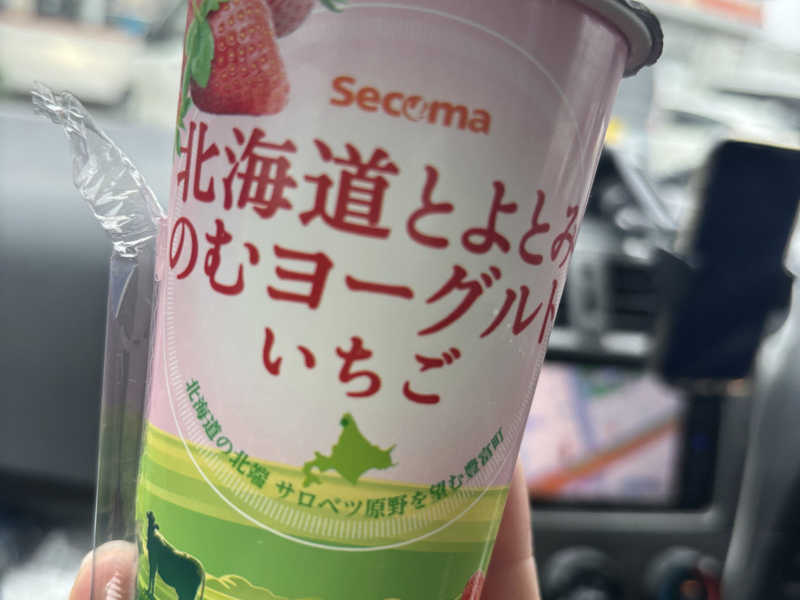 Secoma
北海道とよとみ
のむヨーグルト
いちご
北海道の北端 サロベツ原野を望む豊富町